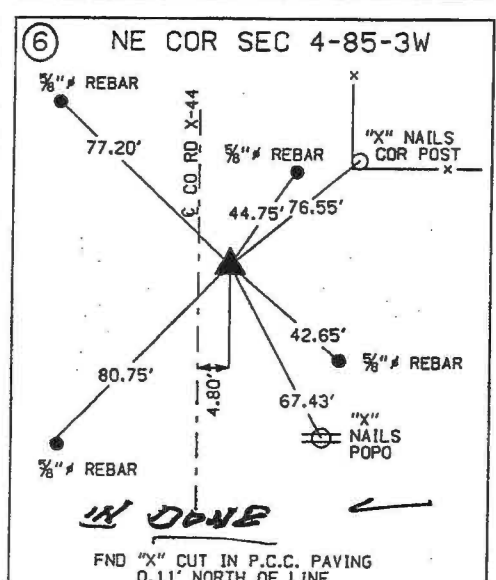 6 NE COR SEC 4-85-3W
5/8"ø REBAR
77.20'
℄ CO RD X-44
5/8"ø REBAR
"X" NAILS
COR POST
44.75'
76.55'
42.65'
5/8"ø REBAR
80.75'
4.80'
67.43'
"X"
NAILS
POPO
5/8"ø REBAR
IN DONE
FND "X" CUT IN P.C.C. PAVING
0.11' NORTH OF LINE